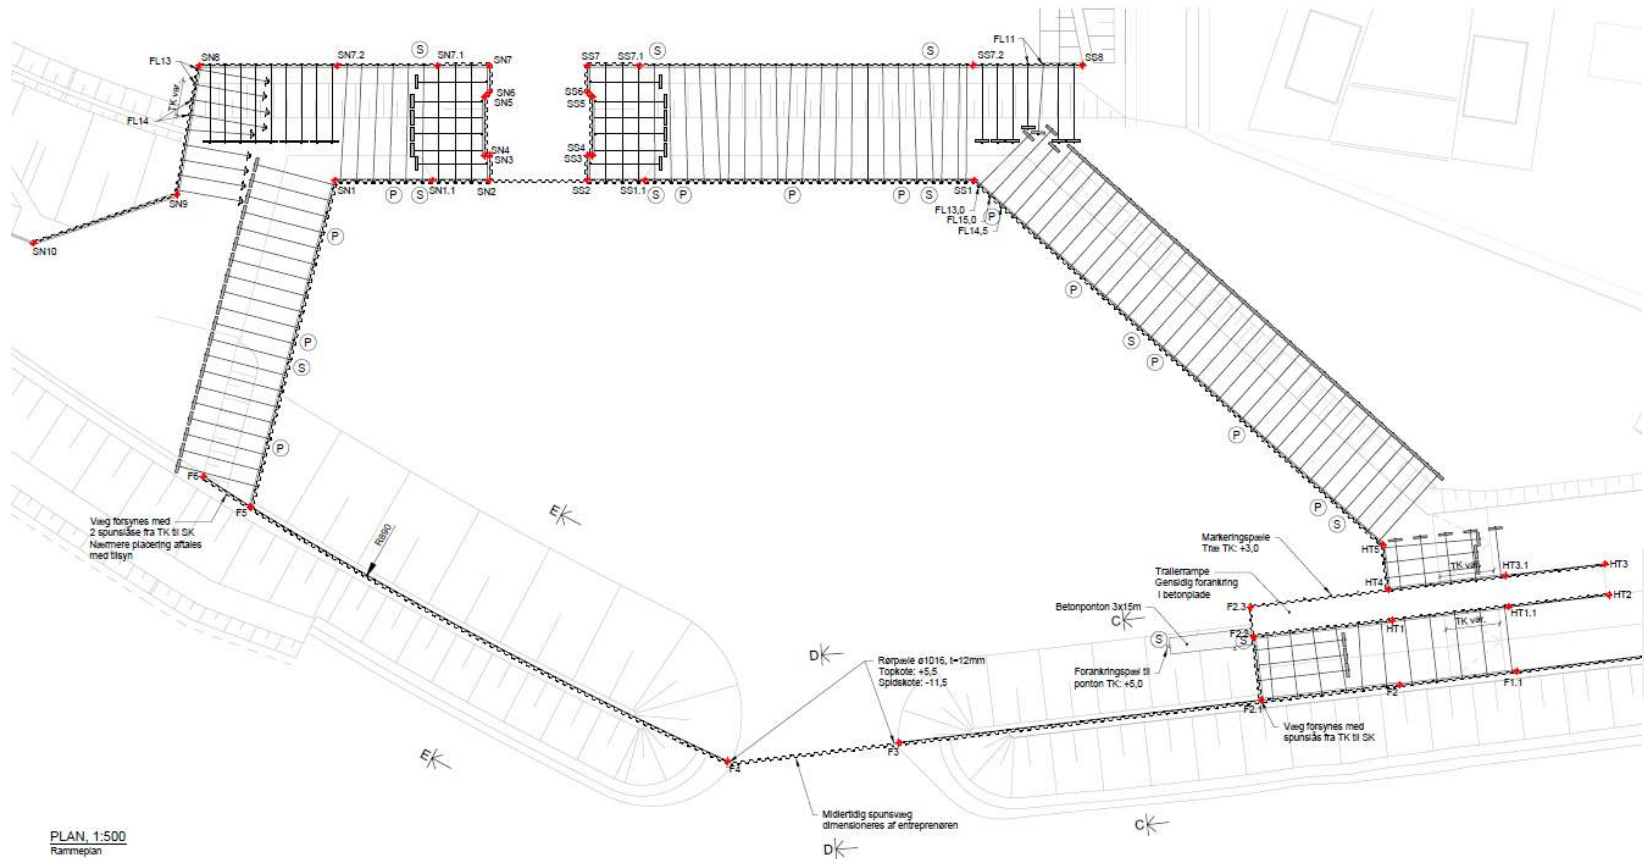 FL13
SN8
SN7.2
S
SN7.1
SN7
SS7
SS7.1
S
S
SS7.2
FL11
SS8
TK var.
FL14
SN6
SN5
SS6
SS5
SN4
SN3
SS4
SS3
SN9
SN1
P
SN1.1
S
SN2
SS2
SS1.1
S
P
P
P
S
SS1
FL13,0
FL15,0
FL14,5
P
SN10
P
P
P
S
S
P
P
P
F6
F5
Væg forsynes med
2 spunslåse fra TK til SK
Nærmere placering aftales
med tilsyn
R890
E
P
S
Markeringspæle
Træ TK: +3,0
HT5
TK var.
HT3.1
HT3
HT4
Trailerrampe
Gensidig forankring
i betonplade
HT2
HT1.1
HT1
TK var.
Betonponton 3x15m
C
F2.3
F2.2
S
S
D
Rørpæle ø1016, t=12mm
Topkote: +5,5
Spidskote: -11,5
Forankringspæl til
ponton TK: +5,0
F2.1
F2
F1.1
Væg forsynes med
spunslås fra TK til SK
E
F4
F3
Midlertidig spunsvæg
dimensioneres af entreprenøren
C
D
PLAN, 1:500
Rammeplan